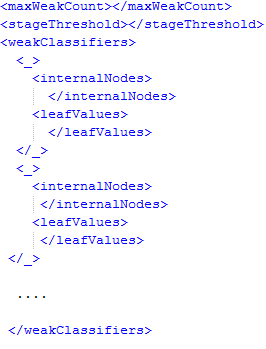 <maxWeakCount></maxWeakCount>
<stageThreshold></stageThreshold>
<weakClassifiers>
<_>
<internalNodes>
</internalNodes>
<leafValues>
</leafValues>
</_>
<_>
<internalNodes>
</internalNodes>
<leafValues>
</leafValues>
</_>
....
</weakClassifiers>